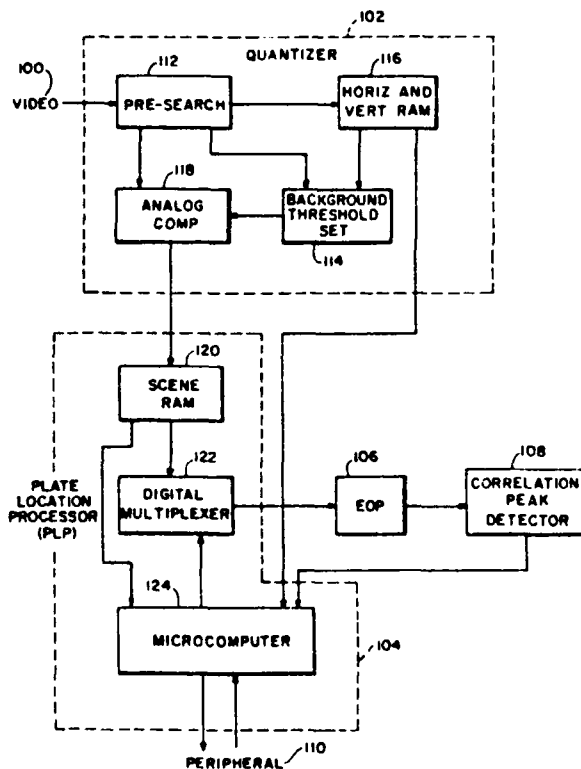 102
QUANTIZER
100
VIDEO
112
PRE-SEARCH
116
HORIZ AND
VERT RAM
118
ANALOG
COMP
BACKGROUND
THRESHOLD
SET
114
120
SCENE
RAM
PLATE
LOCATION
PROCESSOR
(PLP)
122
DIGITAL
MULTIPLEXER
106
EOP
108
CORRELATION
PEAK
DETECTOR
124
MICROCOMPUTER
104
PERIPHERAL
110